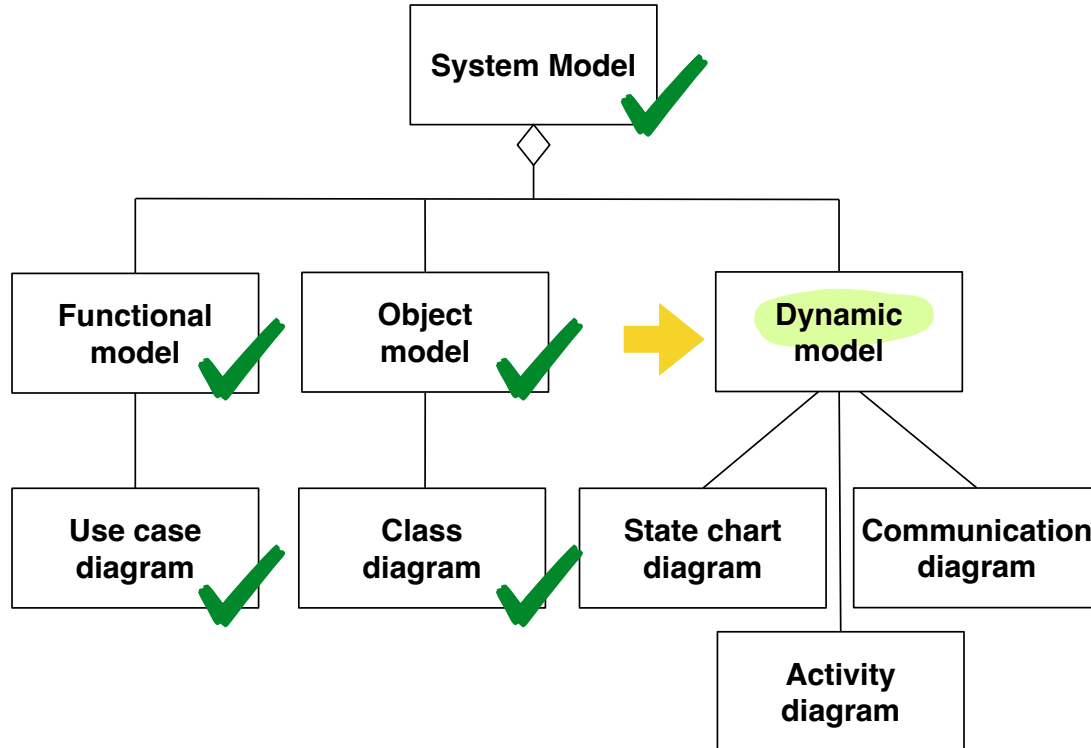 System Model
Functional
model
Object
model
Dynamic
model
Use case
diagram
Class
diagram
State chart
diagram
Communication
diagram
Activity
diagram